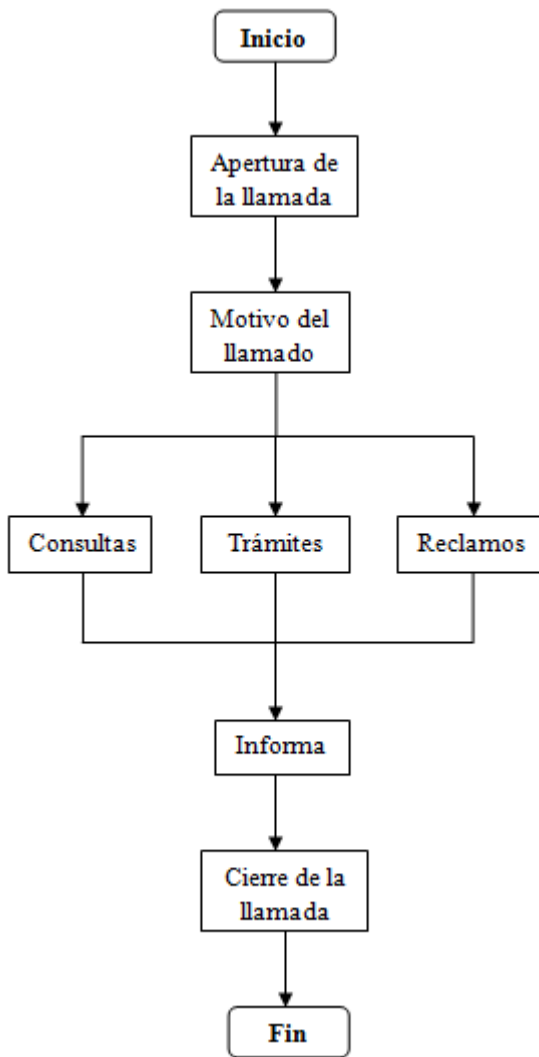 Inicio
Apertura de
la llamada
Motivo del
llamado
Consultas
Trámites
Reclamos
Informa
Cierre de la
llamada
Fin